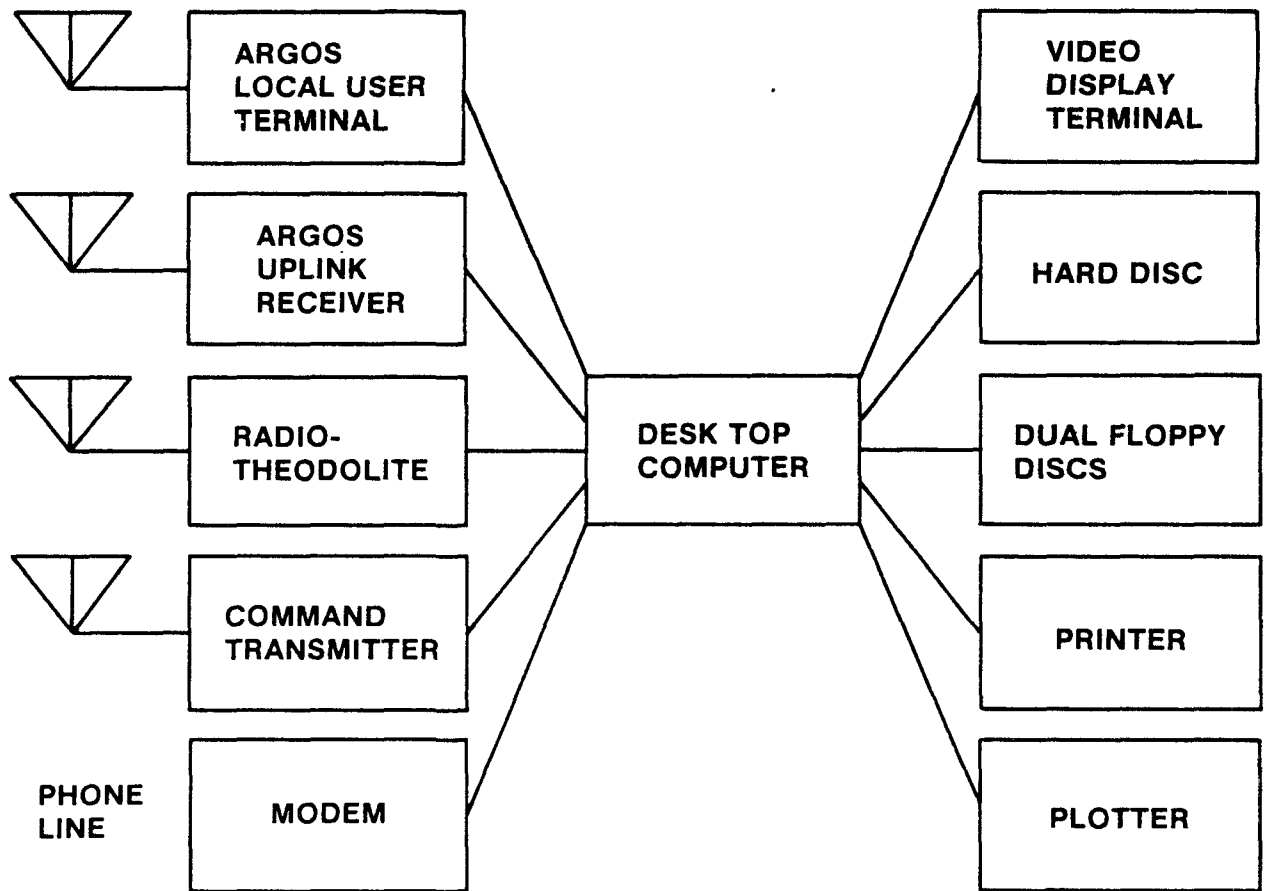 ARGOS
LOCAL USER
TERMINAL
ARGOS
UPLINK
RECEIVER
RADIO-
THEODOLITE
COMMAND
TRANSMITTER
PHONE
LINE
MODEM
DESK TOP
COMPUTER
VIDEO
DISPLAY
TERMINAL
HARD DISC
DUAL FLOPPY
DISCS
PRINTER
PLOTTER